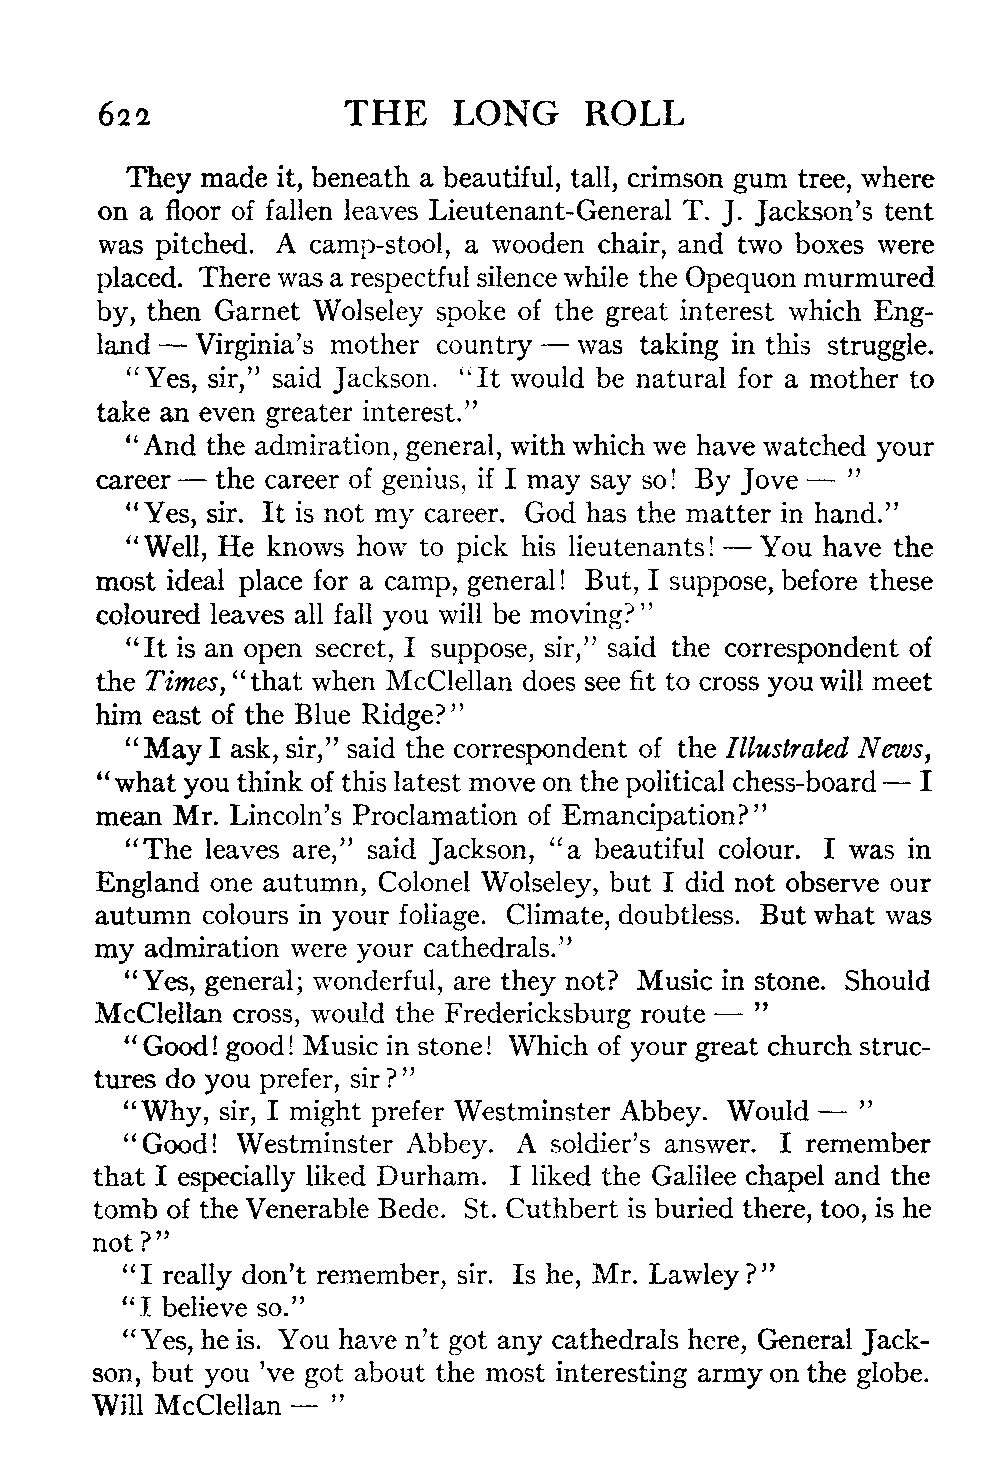 622 THE LONG ROLL
They made it, beneath a beautiful, tall, crimson gum tree, where
on a floor of fallen leaves Lieutenant-General T. J. Jackson's tent
was pitched. A camp-stool, a wooden chair, and two boxes were
placed. There was a respectful silence while the Opequon murmured
by, then Garnet Wolseley spoke of the great interest which Eng-
land — Virginia's mother country — was taking in this struggle.
"Yes, sir," said Jackson. "It would be natural for a mother to
take an even greater interest."
"And the admiration, general, with which we have watched your
career — the career of genius, if I may say so! By Jove — "
"Yes, sir. It is not my career. God has the matter in hand."
"Well, He knows how to pick his lieutenants! — You have the
most ideal place for a camp, general! But, I suppose, before these
coloured leaves all fall you will be moving?"
"It is an open secret, I suppose, sir," said the correspondent of
the Times, "that when McClellan does see fit to cross you will meet
him east of the Blue Ridge?"
"May I ask, sir," said the correspondent of the Illustrated News,
"what you think of this latest move on the political chess-board — I
mean Mr. Lincoln's Proclamation of Emancipation?"
"The leaves are," said Jackson, "a beautiful colour. I was in
England one autumn, Colonel Wolseley, but I did not observe our
autumn colours in your foliage. Climate, doubtless. But what was
my admiration were your cathedrals."
"Yes, general; wonderful, are they not? Music in stone. Should
McClellan cross, would the Fredericksburg route — "
"Good! good! Music in stone! Which of your great church struc-
tures do you prefer, sir?"
"Why, sir, I might prefer Westminster Abbey. Would — "
"Good! Westminster Abbey. A soldier's answer. I remember
that I especially liked Durham. I liked the Galilee chapel and the
tomb of the Venerable Bede. St. Cuthbert is buried there, too, is he
not?"
"I really don't remember, sir. Is he, Mr. Lawley?"
"I believe so."
"Yes, he is. You have n't got any cathedrals here, General Jack-
son, but you 've got about the most interesting army on the globe.
Will McClellan — "